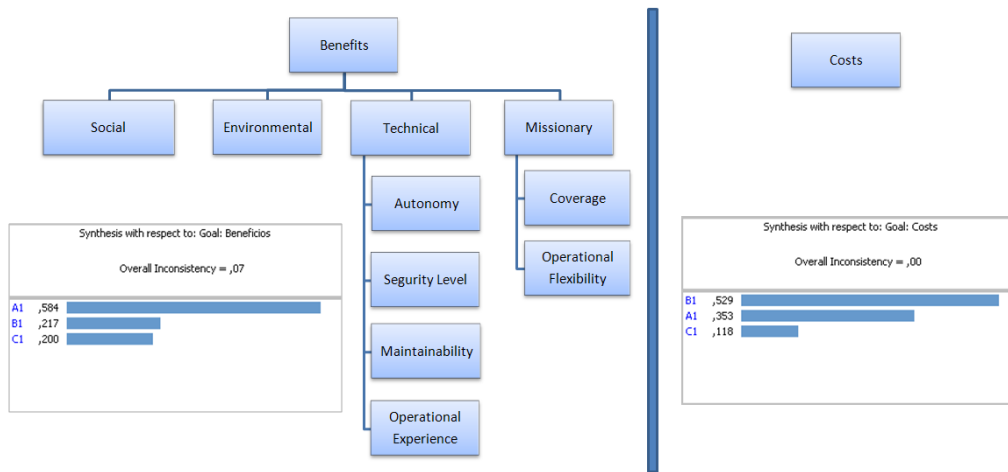 Benefits
Costs
Social
Environmental
Technical
Missionary
Autonomy
Coverage
Segurity Level
Operational
Flexibility
Maintainability
Operational
Experience
Synthesis with respect to: Goal: Beneficios
Overall Inconsistency = ,07
A1 ,584
B1 ,217
C1 ,200
Synthesis with respect to: Goal: Costs
Overall Inconsistency = ,00
B1 ,529
A1 ,353
C1 ,118